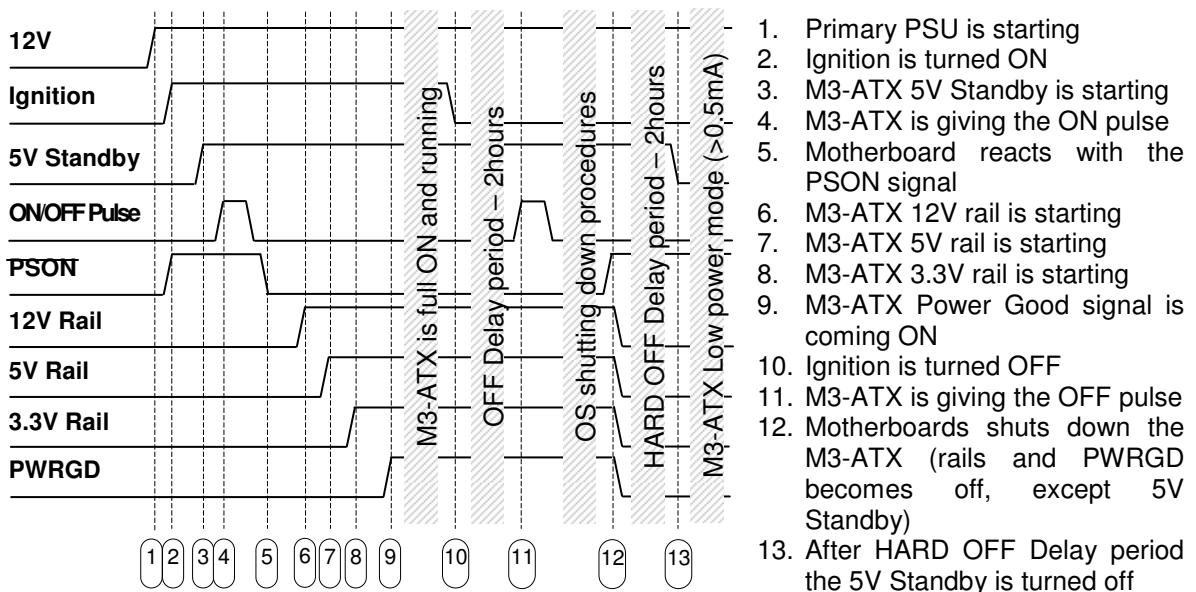 12V
Ignition
5V Standby
ON/OFF Pulse
PSON
12V Rail
5V Rail
3.3V Rail
PWRGD
M3-ATX is full ON and running
OFF Delay period – 2hours
OS shutting down procedures
HARD OFF Delay period – 2hours
M3-ATX Low power mode (>0.5mA)
1 2 3 4 5 6 7 8 9 10 11 12 13
1. Primary PSU is starting
2. Ignition is turned ON
3. M3-ATX 5V Standby is starting
4. M3-ATX is giving the ON pulse
5. Motherboard reacts with the
PSON signal
6. M3-ATX 12V rail is starting
7. M3-ATX 5V rail is starting
8. M3-ATX 3.3V rail is starting
9. M3-ATX Power Good signal is
coming ON
10. Ignition is turned OFF
11. M3-ATX is giving the OFF pulse
12. Motherboards shuts down the
M3-ATX (rails and PWRGD
becomes off, except 5V
Standby)
13. After HARD OFF Delay period
the 5V Standby is turned off